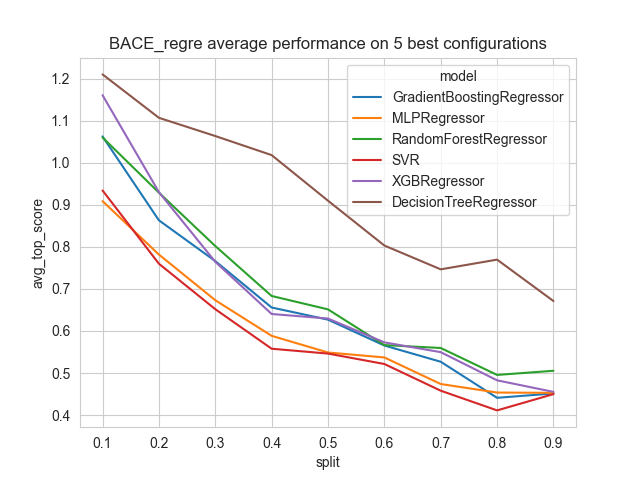 BACE_regre average performance on 5 best configurations
model
GradientBoostingRegressor
MLPRegressor
RandomForestRegressor
SVR
XGBRegressor
DecisionTreeRegressor
avg_top_score
1.2
1.1
1.0
0.9
0.8
0.7
0.6
0.5
0.4
0.1 0.2 0.3 0.4 0.5 0.6 0.7 0.8 0.9
split